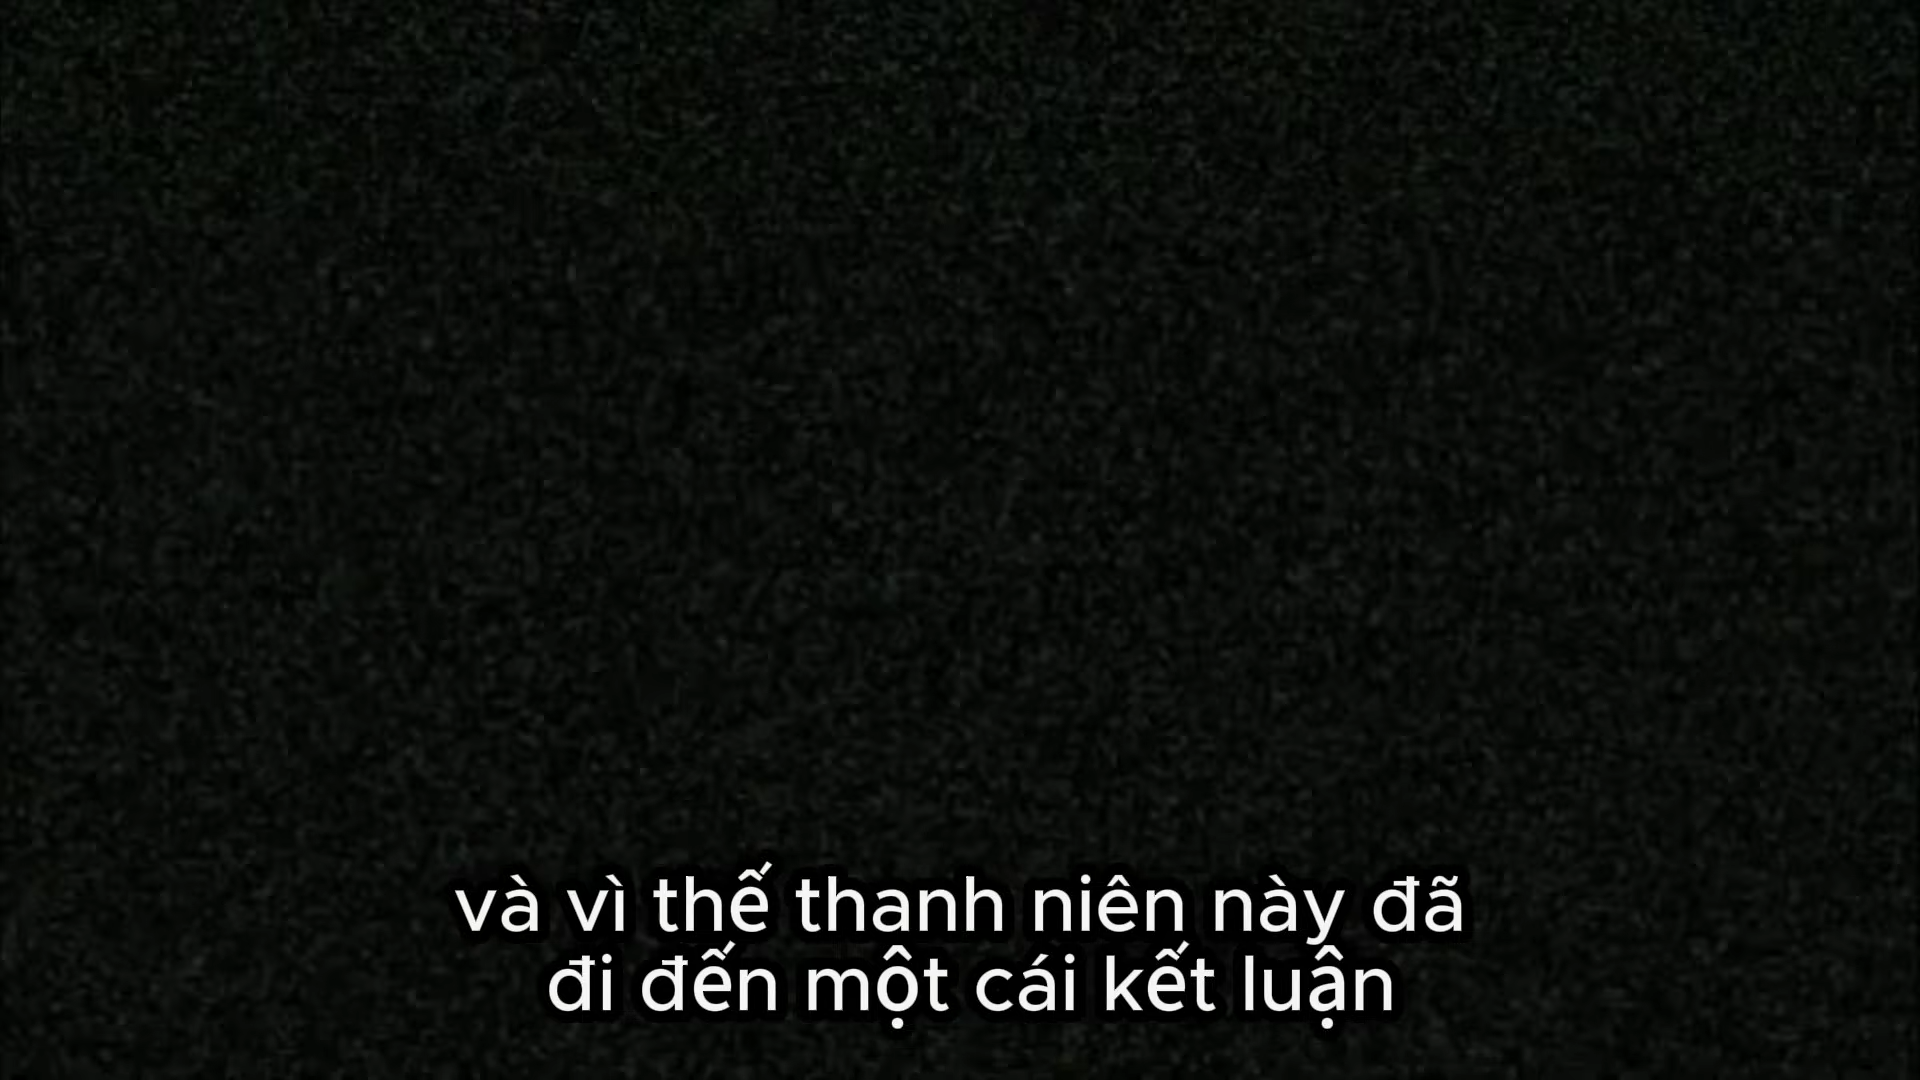 và vì thế thanh niên này đã
đi đến một cái kết luận